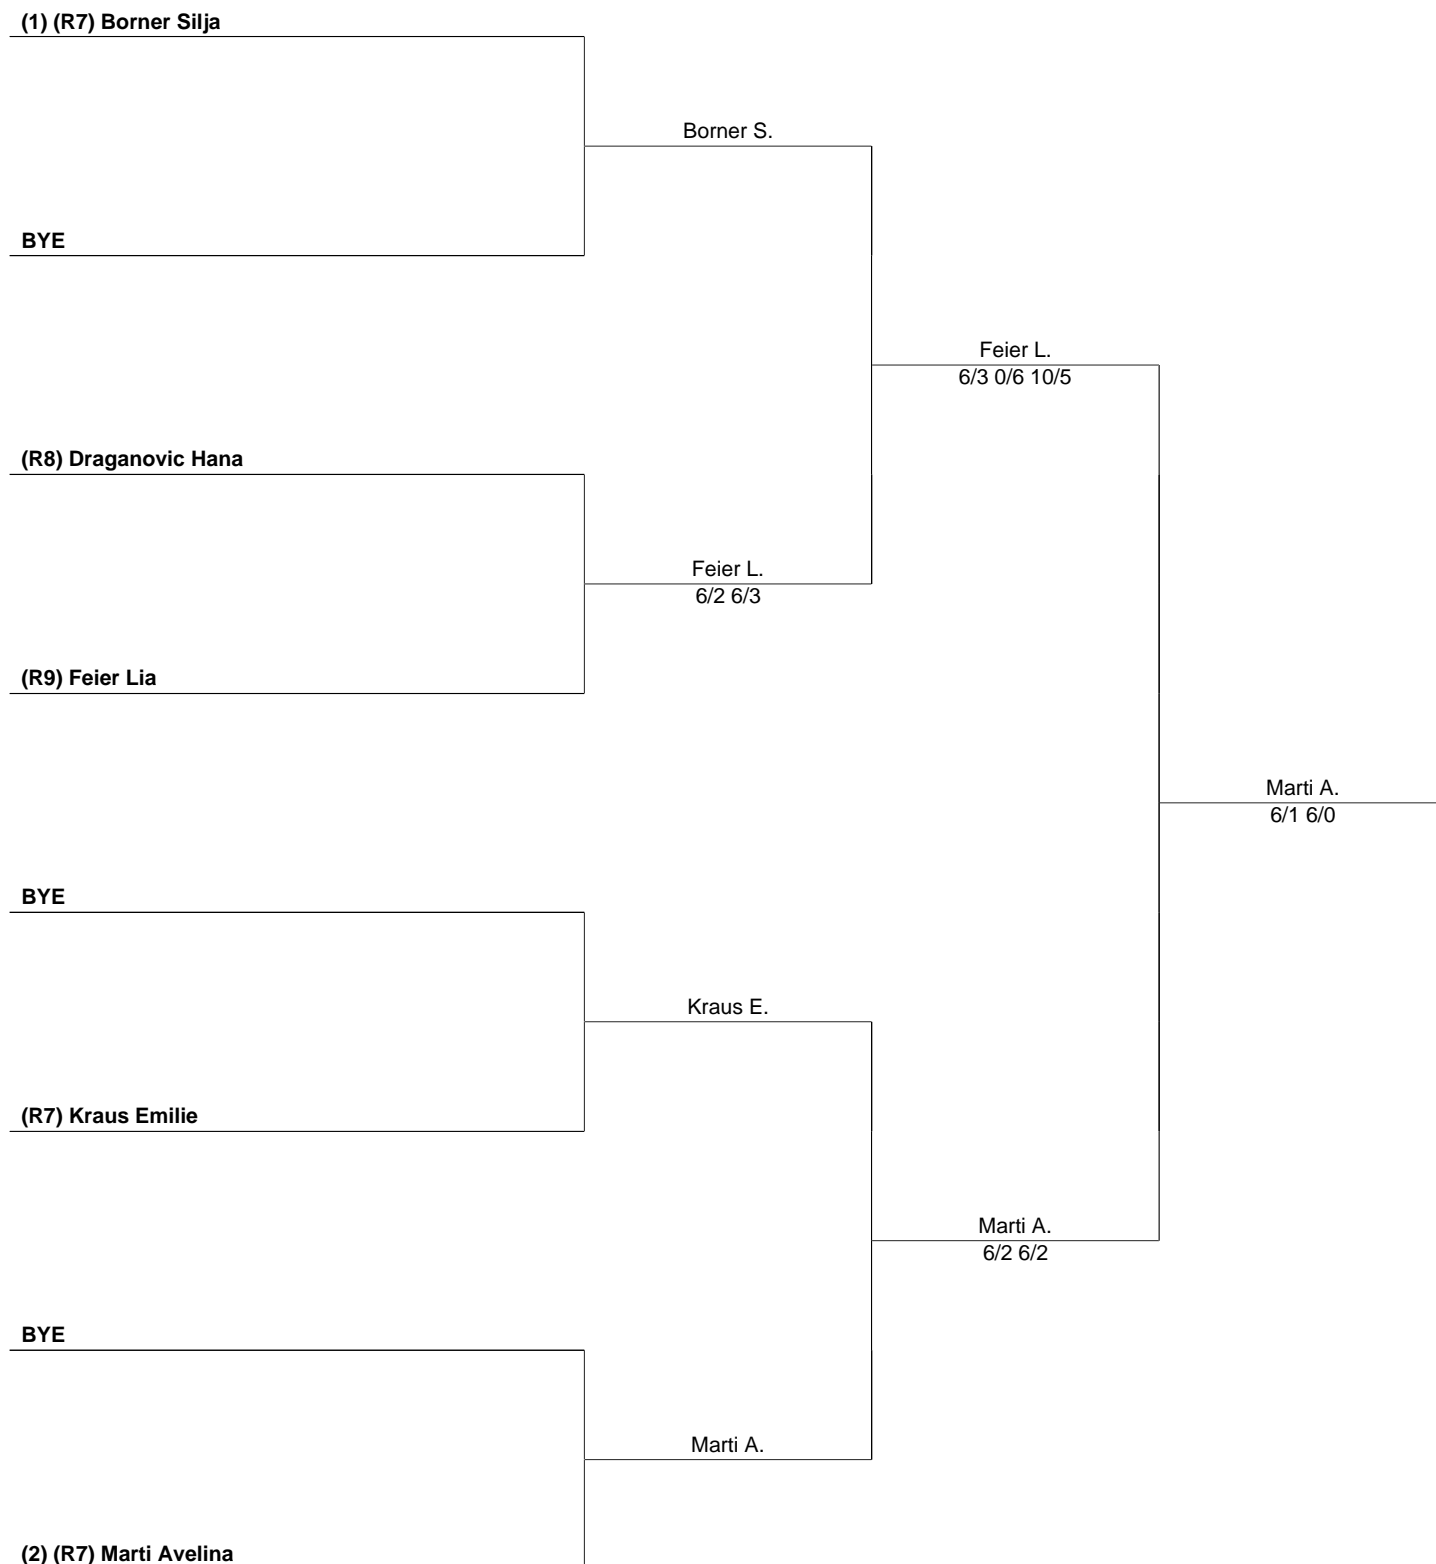 (1) (R7) Borner Silja
Borner S.
BYE
Feier L.
6/3 0/6 10/5
(R8) Draganovic Hana
Feier L.
6/2 6/3
(R9) Feier Lia
Marti A.
6/1 6/0
BYE
Kraus E.
(R7) Kraus Emilie
Marti A.
6/2 6/2
BYE
Marti A.
(2) (R7) Marti Avelina